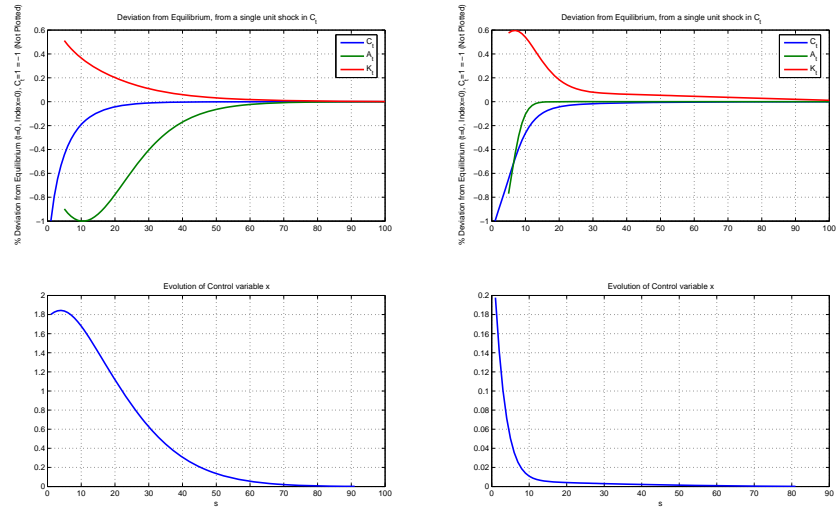 Deviation from Equilibrium, from a single unit shock in C_t
% Deviation from Equilibrium (t=0, Index=0), C_t=1 = −1 (Not Plotted)
0.6
0.4
0.2
0
−0.2
−0.4
−0.6
−0.8
−1
0 10 20 30 40 50 60 70 80 90 100
C_t
A_t
K_t
Deviation from Equilibrium, from a single unit shock in C_t
% Deviation from Equilibrium (t=0, Index=0), C_t=1 = −1 (Not Plotted)
0.6
0.4
0.2
0
−0.2
−0.4
−0.6
−0.8
−1
0 10 20 30 40 50 60 70 80 90 100
C_t
A_t
K_t
Evolution of Control variable x
2
1.8
1.6
1.4
1.2
1
0.8
0.6
0.4
0.2
0
0 10 20 30 40 50 60 70 80 90 100
s
Evolution of Control variable x
0.2
0.18
0.16
0.14
0.12
0.1
0.08
0.06
0.04
0.02
0
0 10 20 30 40 50 60 70 80 90
s